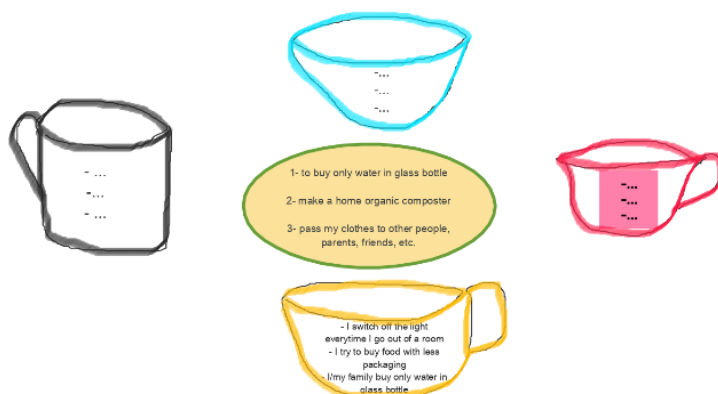 -...
-...
-...
- ...
-...
- ...
1- to buy only water in glass bottle
2- make a home organic composter
3- pass my clothes to other people,
parents, friends, etc.
-...
-...
-...
- I switch off the light
everytime I go out of a room
- I try to buy food with less
packaging
- I/my family buy only water in
glass bottle